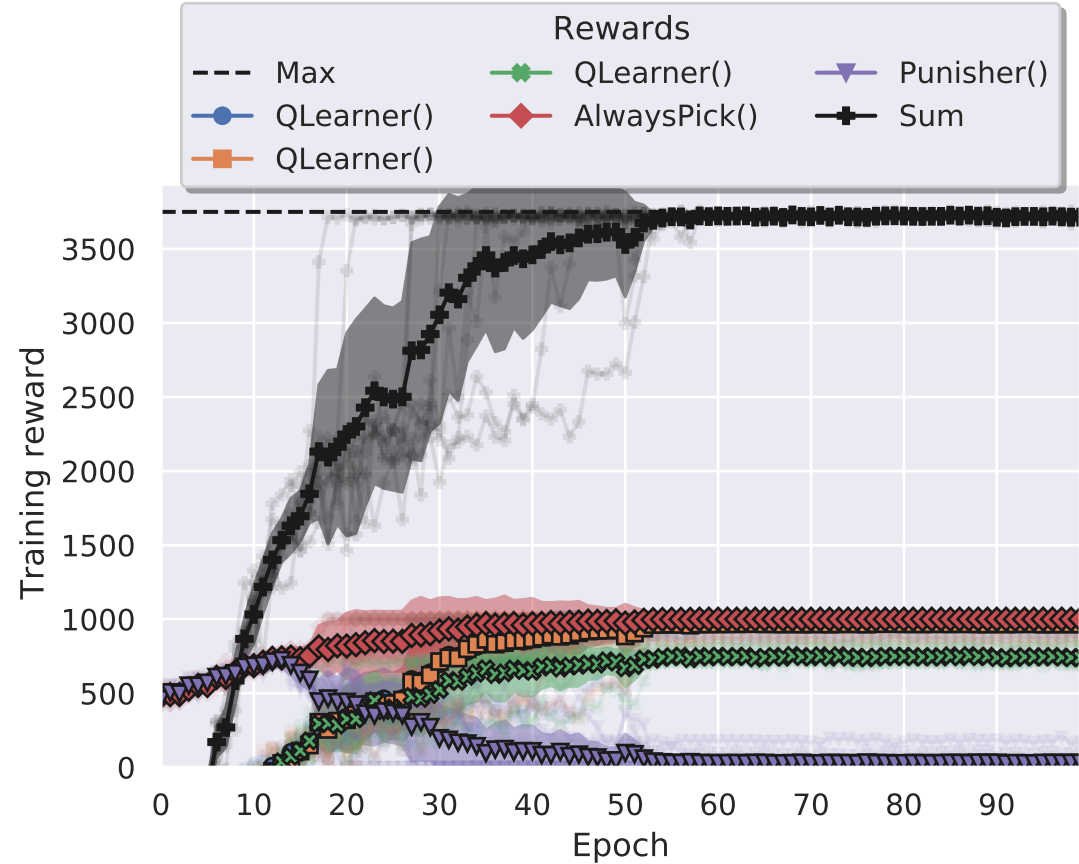 Rewards
Max QLearner() Punisher()
QLearner() AlwaysPick() Sum
QLearner()
3500
3000
2500
2000
1500
1000
500
0
Training reward
0 10 20 30 40 50 60 70 80 90
Epoch